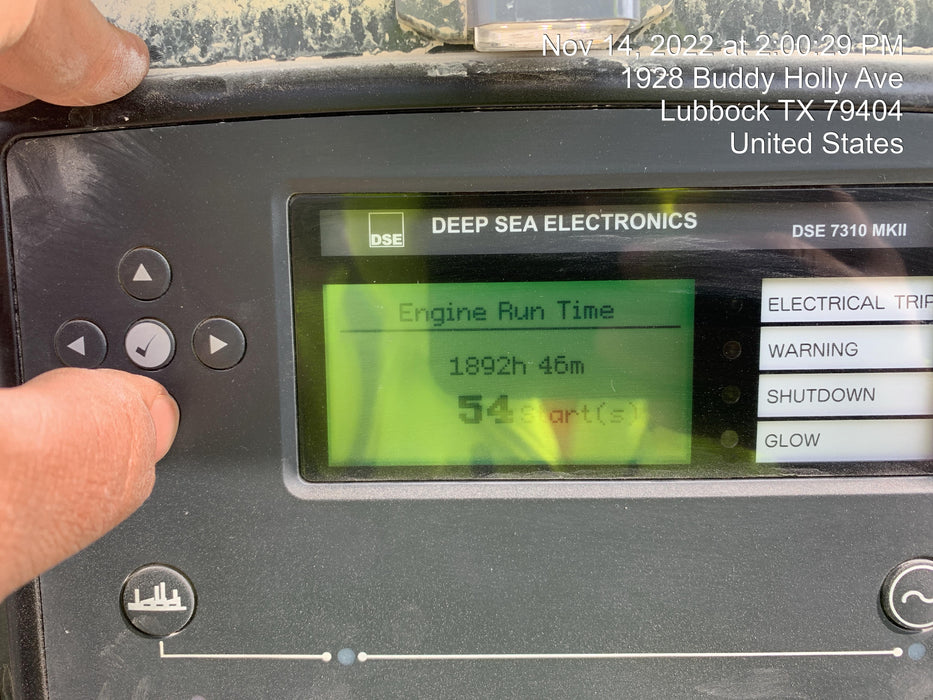 Nov 14, 2022 at 2:00:29 PM
1928 Buddy Holly Ave
Lubbock TX 79404
United States
DSE
DEEP SEA ELECTRONICS
DSE 7310 MKII
Engine Run Time
1892h 46m
54 Start(s)
ELECTRICAL TRIP
WARNING
SHUTDOWN
GLOW